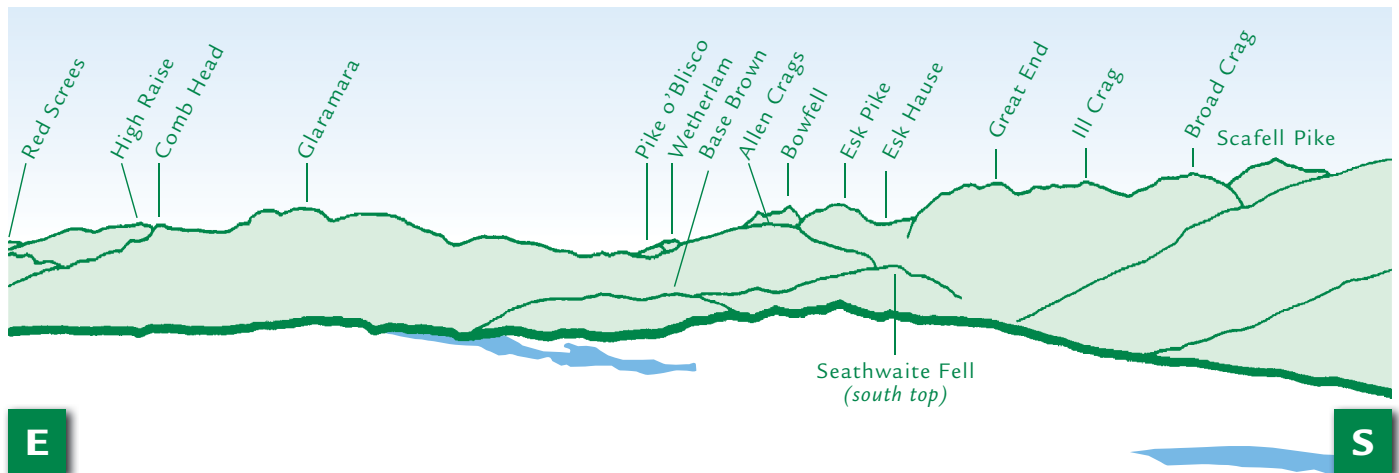 Red Screes
High Raise
Comb Head
Glaramara
Pike o'Blisco
Wetherlam
Base Brown
Allen Crags
Bowfell
Esk Pike
Esk Hause
Great End
Ill Crag
Broad Crag
Scafell Pike
Seathwaite Fell
(south top)
E
S